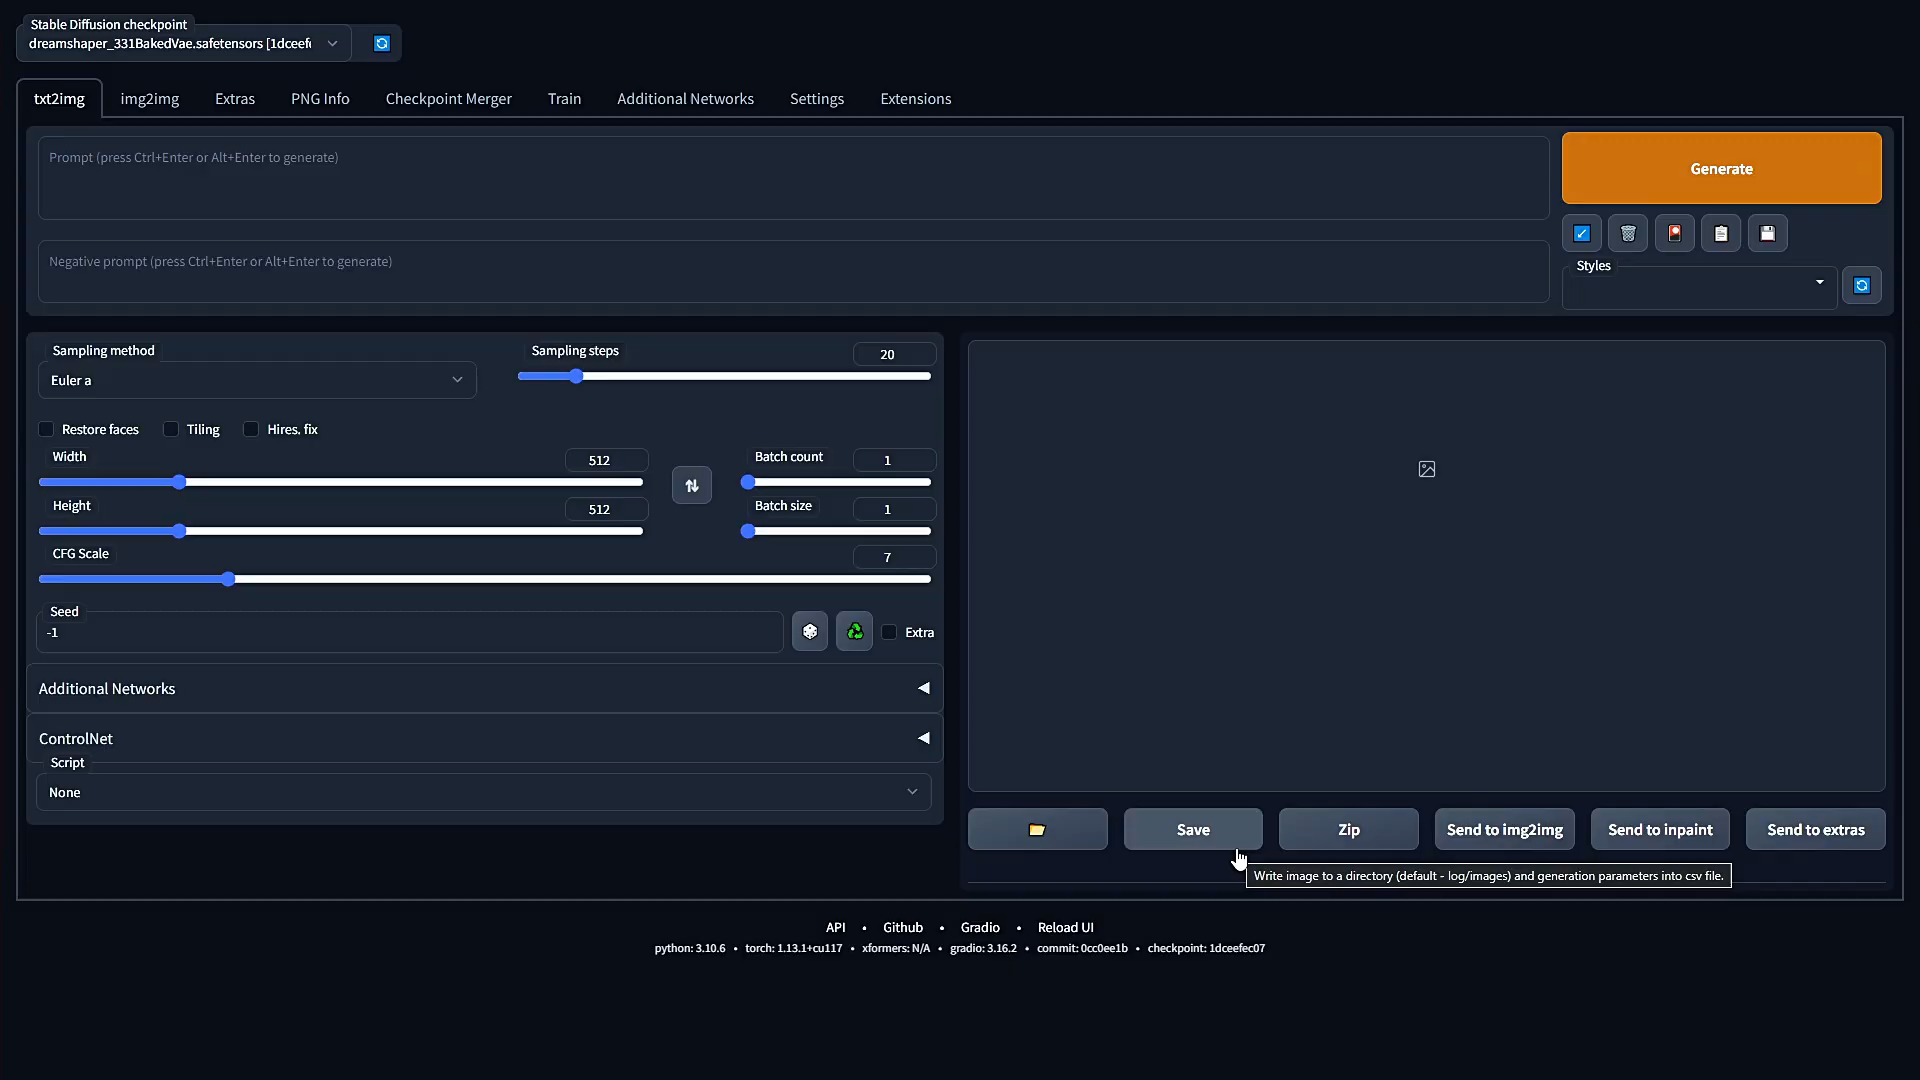 Stable Diffusion checkpoint
dreamshaper_331BakedVae.safetensors [1dceef
txt2img img2img Extras PNG Info Checkpoint Merger Train Additional Networks Settings Extensions
Prompt (press Ctrl+Enter or Alt+Enter to generate)
Generate
Negative prompt (press Ctrl+Enter or Alt+Enter to generate)
Styles
Sampling method
Euler a
Sampling steps
20
Restore faces Tiling Hires. fix
Width
512
Batch count
1
Height
512
Batch size
1
CFG Scale
7
Seed
-1
Extra
Additional Networks
ControlNet
Script
None
Save Zip Send to img2img Send to inpaint Send to extras
Write image to a directory (default - log/images) and generation parameters into csv file.
API • Github • Gradio • Reload UI
python: 3.10.6 • torch: 1.13.1+cu117 • xformers: N/A • gradio: 3.16.2 • commit: 0cc0ee1b • checkpoint: 1dceefec07